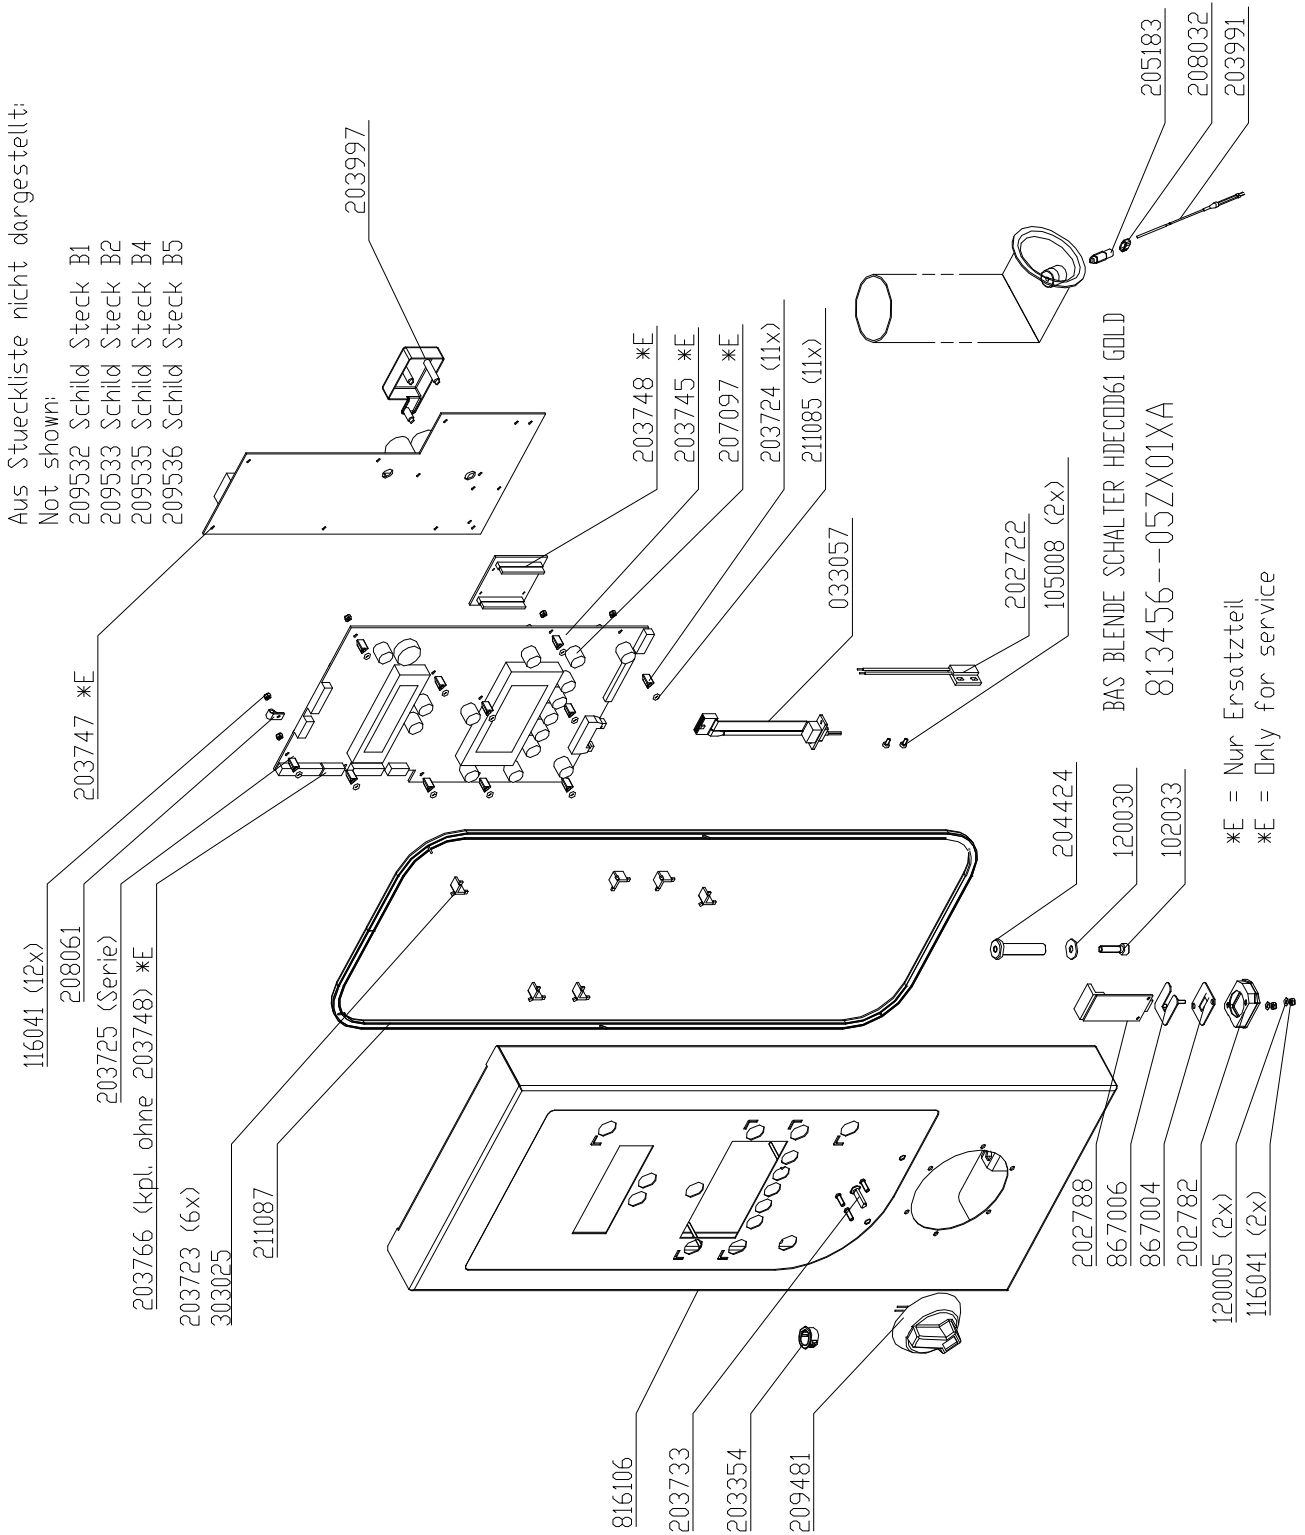 Aus Stueckliste nicht dargestellt:
Not shown:
209532 Schild Steck B1
209533 Schild Steck B2
209535 Schild Steck B4
209536 Schild Steck B5
203997
203747 *E
116041 (12x)
208061
203725 (Serie)
203766 (kpl. ohne 203748) *E
203723 (6x)
303025
211087
203748 *E
203745 *E
207097 *E
203724 (11x)
211085 (11x)
033057
202722
105008 (2x)
205183
208032
203991
BAS BLENDE SCHALTER HDECOD61 GOLD
813456--05ZX01XA
*E = Nur Ersatzteil
*E = Only for service
204424
120030
102033
202788
867006
867004
202782
120005 (2x)
116041 (2x)
816106
203733
203354
209481